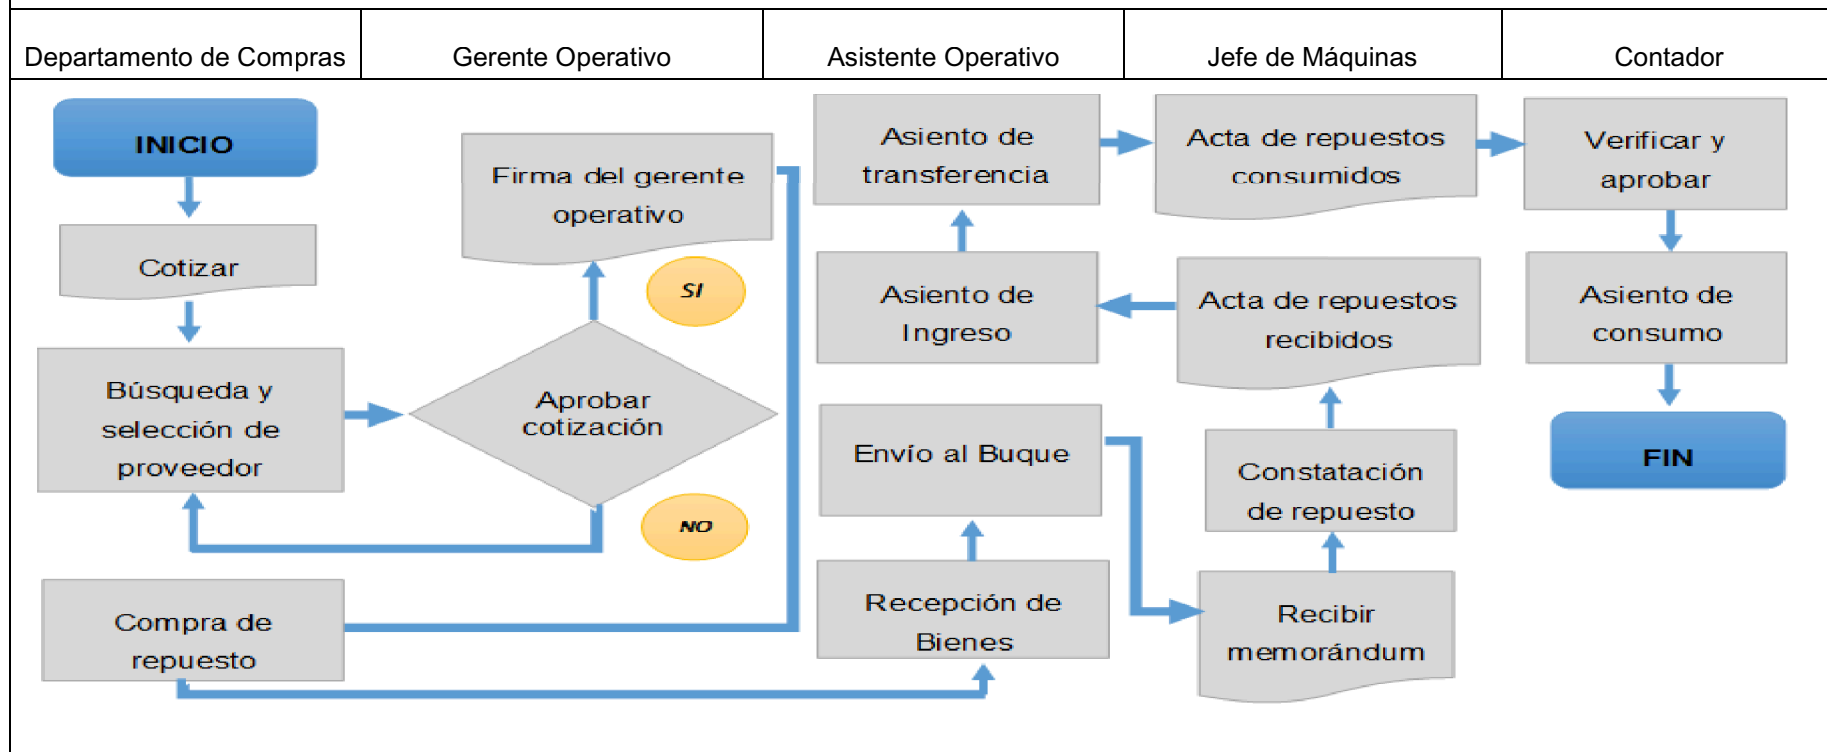 Departamento de Compras
Gerente Operativo
Asistente Operativo
Jefe de Máquinas
Contador
INICIO
Cotizar
Búsqueda y
selección de
proveedor
Compra de
repuesto
Firma del gerente
operativo
SI
Aprobar
cotización
NO
Asiento de
transferencia
Asiento de
Ingreso
Envío al Buque
Recepción de
Bienes
Acta de repuestos
consumidos
Acta de repuestos
recibidos
Constatación
de repuesto
Recibir
memorándum
Verificar y
aprobar
Asiento de
consumo
FIN